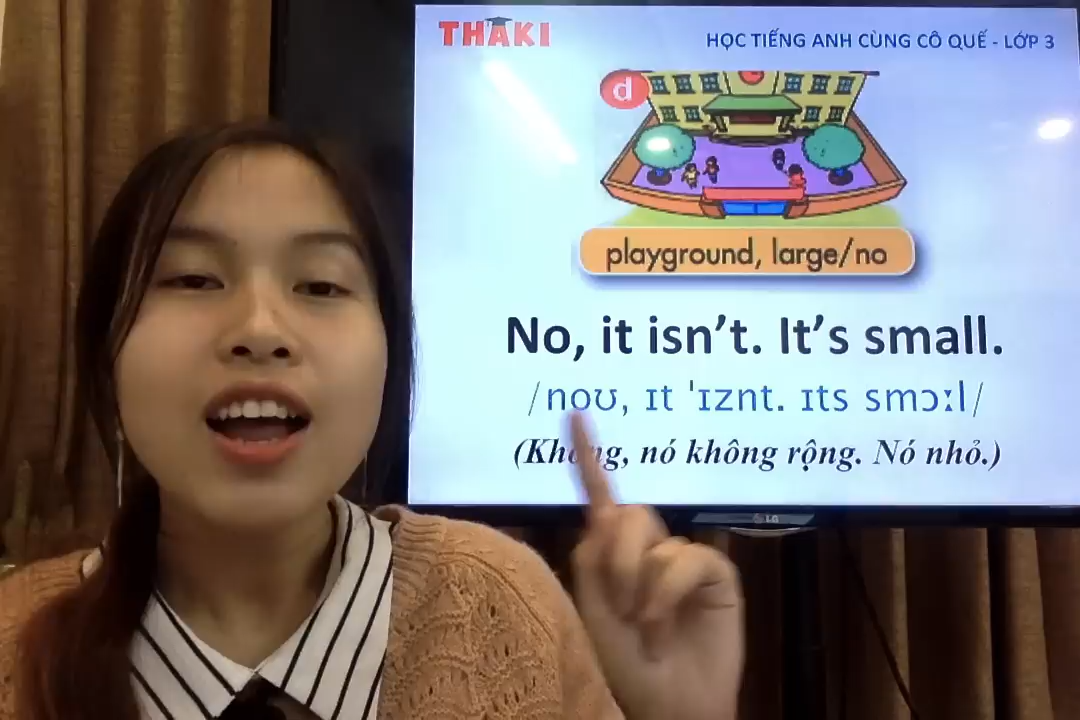 THAKI
HỌC TIẾNG ANH CÙNG CÔ QUẾ - LỚP 3
d
playground, large/no
No, it isn't. It's small.
/noʊ, ɪt ˈɪznt. ɪts smɔːl/
(Không, nó không rộng. Nó nhỏ.)
LG